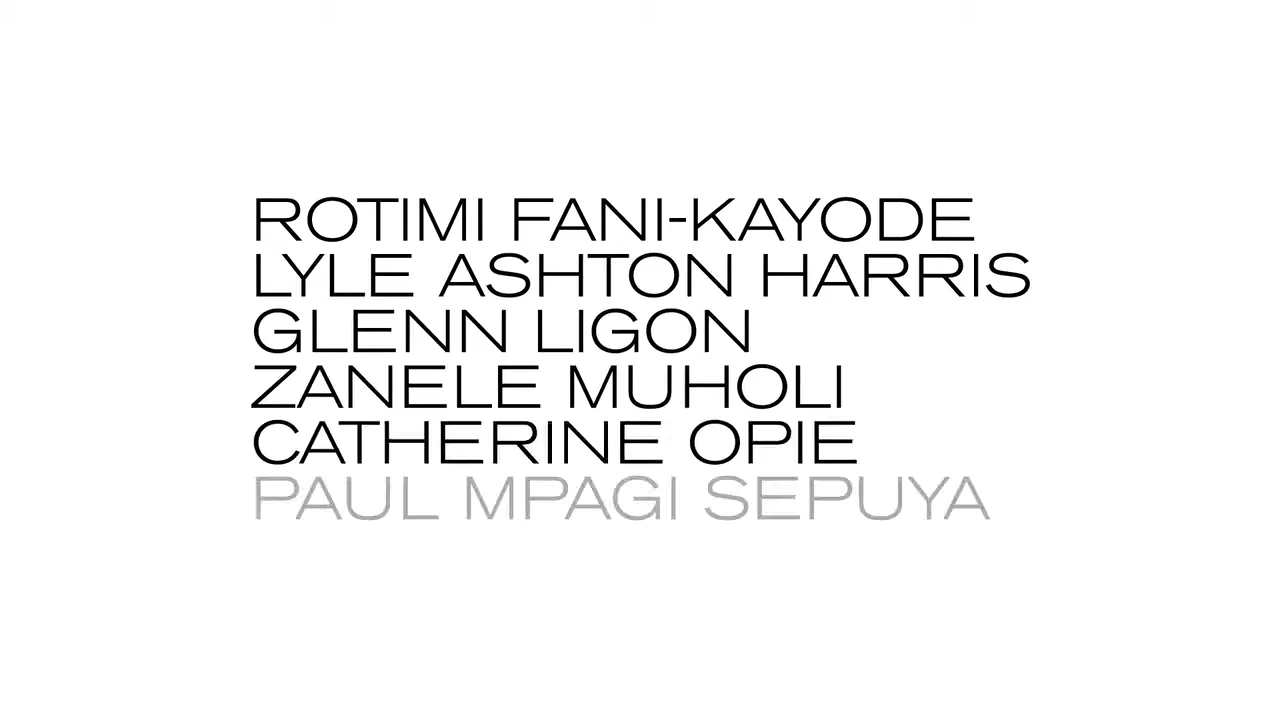 ROTIMI FANI-KAYODE
LYLE ASHTON HARRIS
GLENN LIGON
ZANELE MUHOLI
CATHERINE OPIE
PAUL MPAGI SEPUYA